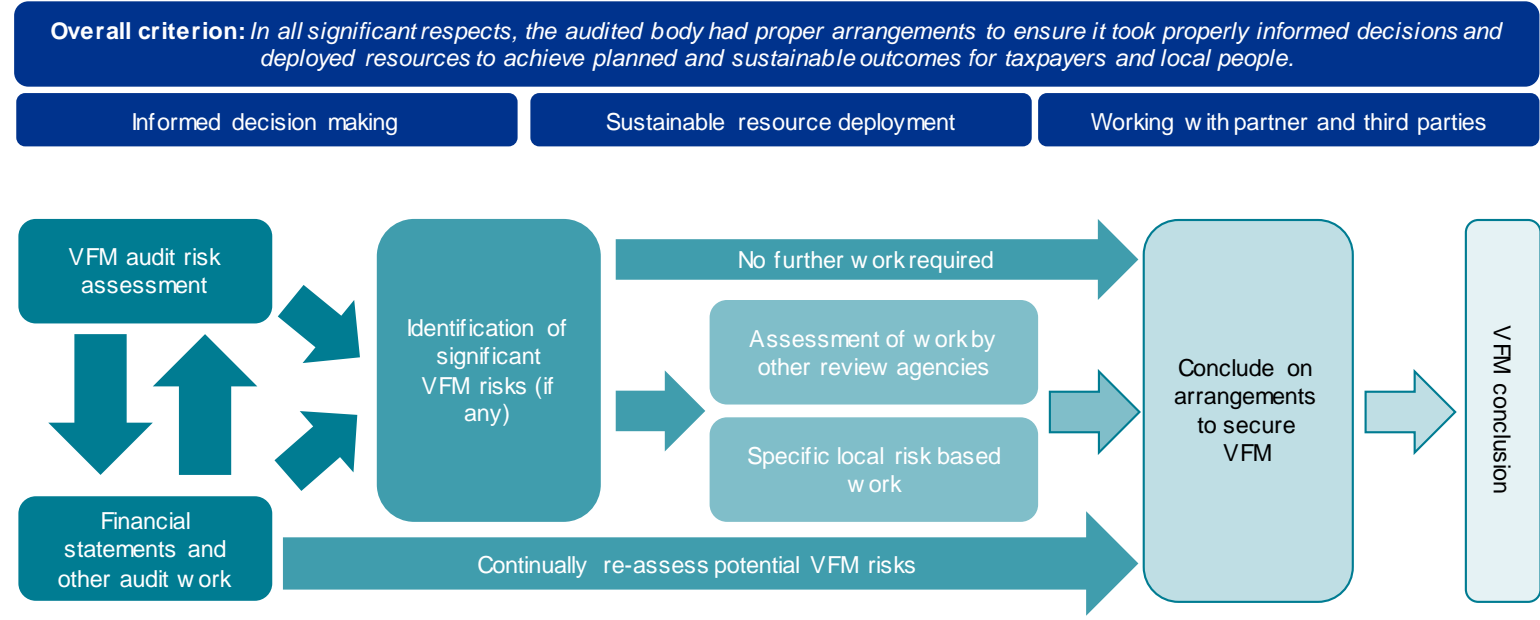 Overall criterion: In all significant respects, the audited body had proper arrangements to ensure it took properly informed decisions and
deployed resources to achieve planned and sustainable outcomes for taxpayers and local people.
Informed decision making
Sustainable resource deployment
Working with partner and third parties
VFM audit risk
assessment
Identification of
significant
VFM risks (if
any)
No further work required
Assessment of work by
other review agencies
Specific local risk based
work
Conclude on
arrangements
to secure
VFM
VFM conclusion
Financial
statements and
other audit work
Continually re-assess potential VFM risks